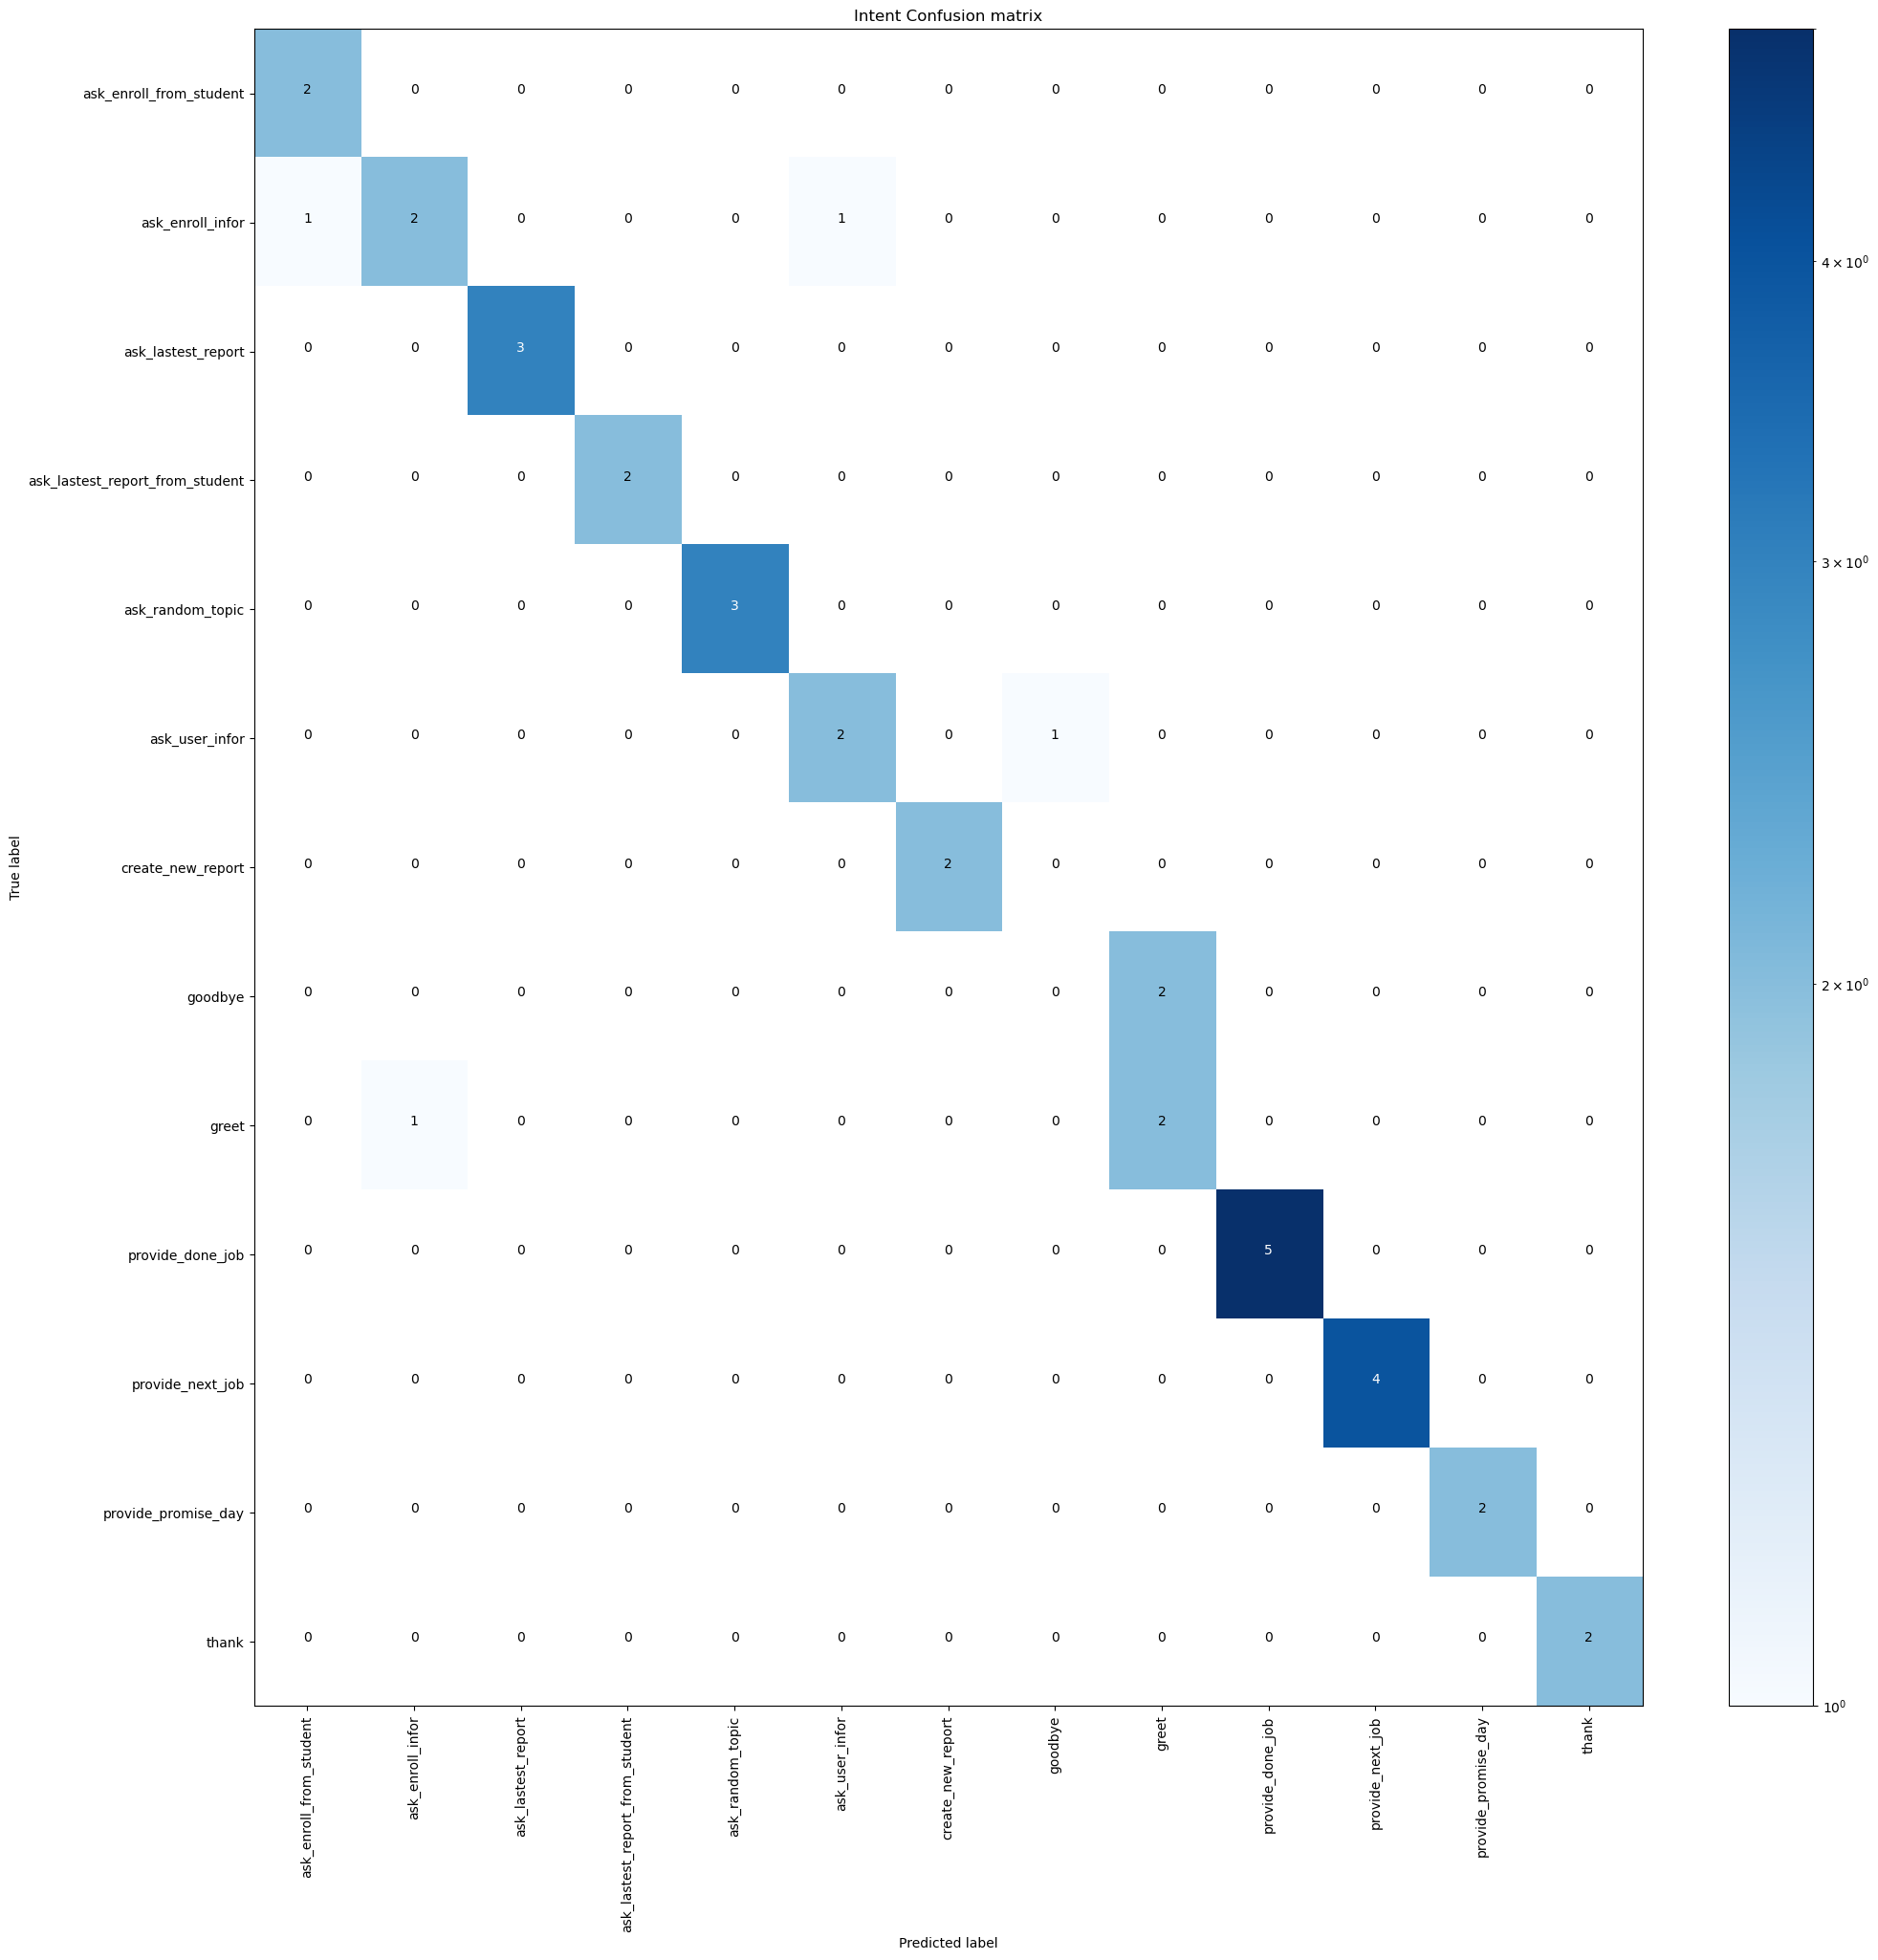 Intent Confusion matrix
ask_enroll_from_student 2 0 0 0 0 0 0 0 0 0 0 0 0
ask_enroll_infor 1 2 0 0 0 1 0 0 0 0 0 0 0
ask_lastest_report 0 0 3 0 0 0 0 0 0 0 0 0 0
ask_lastest_report_from_student 0 0 0 2 0 0 0 0 0 0 0 0 0
ask_random_topic 0 0 0 0 3 0 0 0 0 0 0 0 0
ask_user_infor 0 0 0 0 0 2 0 1 0 0 0 0 0
create_new_report 0 0 0 0 0 0 2 0 0 0 0 0 0
goodbye 0 0 0 0 0 0 0 0 2 0 0 0 0
greet 0 1 0 0 0 0 0 0 2 0 0 0 0
provide_done_job 0 0 0 0 0 0 0 0 0 5 0 0 0
provide_next_job 0 0 0 0 0 0 0 0 0 0 4 0 0
provide_promise_day 0 0 0 0 0 0 0 0 0 0 0 2 0
thank 0 0 0 0 0 0 0 0 0 0 0 0 2
True label
ask_enroll_from_student
ask_enroll_infor
ask_lastest_report
ask_lastest_report_from_student
ask_random_topic
ask_user_infor
create_new_report
goodbye
greet
provide_done_job
provide_next_job
provide_promise_day
thank
Predicted label
4 × 10⁰
3 × 10⁰
2 × 10⁰
10⁰